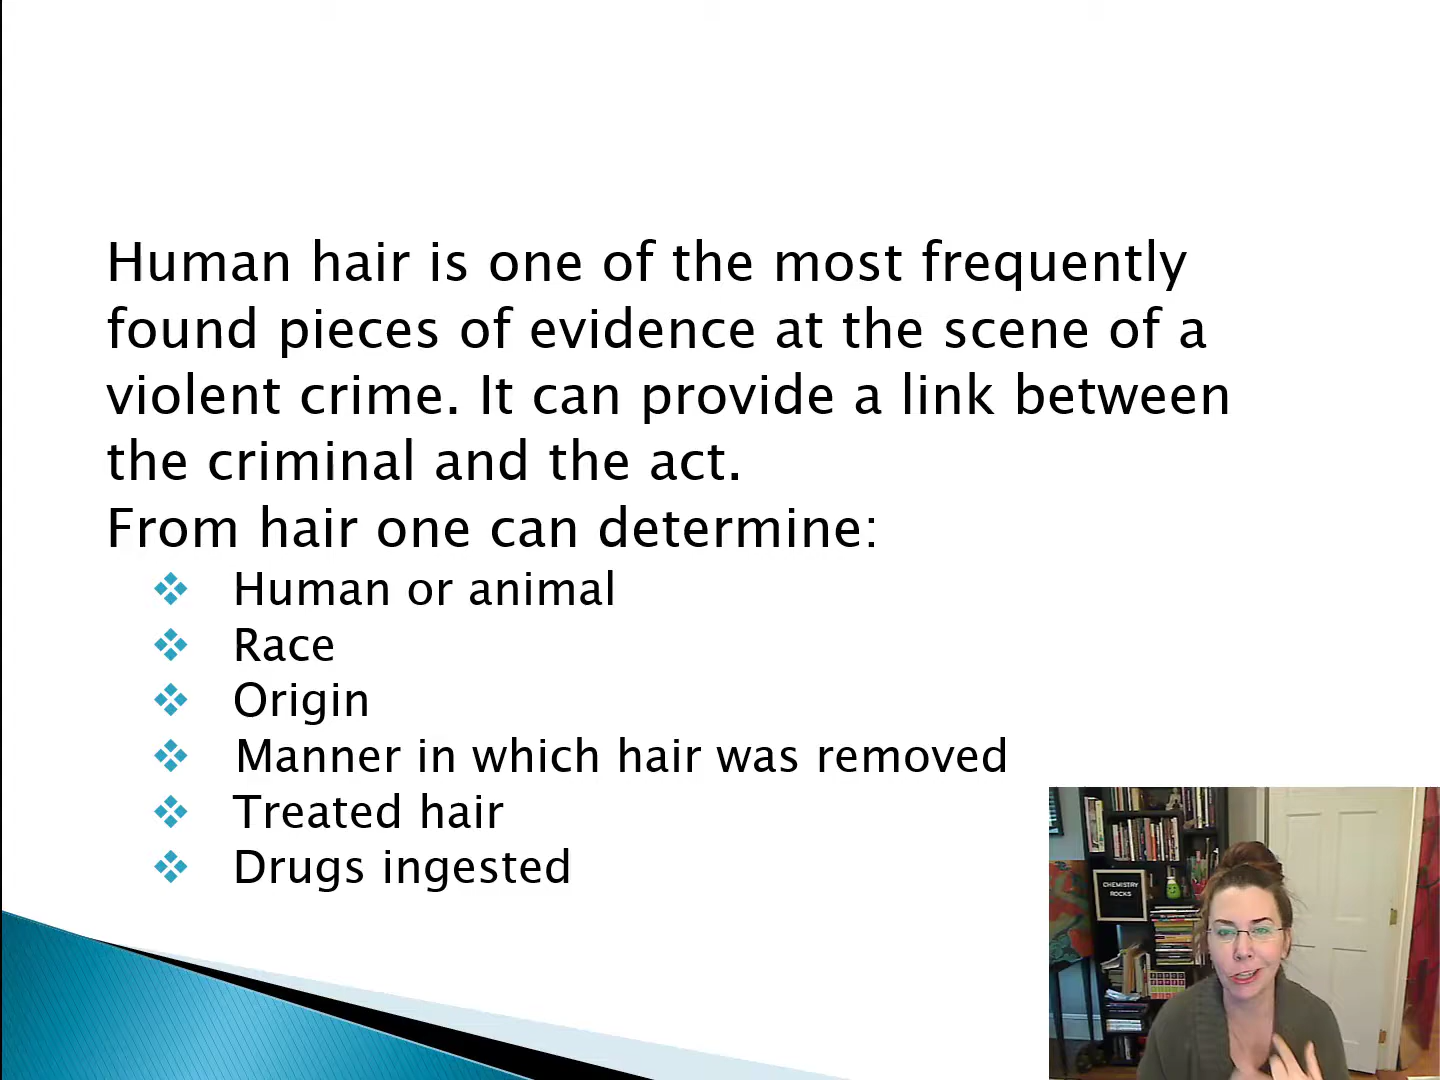 Human hair is one of the most frequently
found pieces of evidence at the scene of a
violent crime. It can provide a link between
the criminal and the act.
From hair one can determine:
Human or animal
Race
Origin
Manner in which hair was removed
Treated hair
Drugs ingested
CHEMISTRY
ROCKS